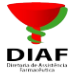 DIAF
Diretoria de Assistência
Farmacêutica